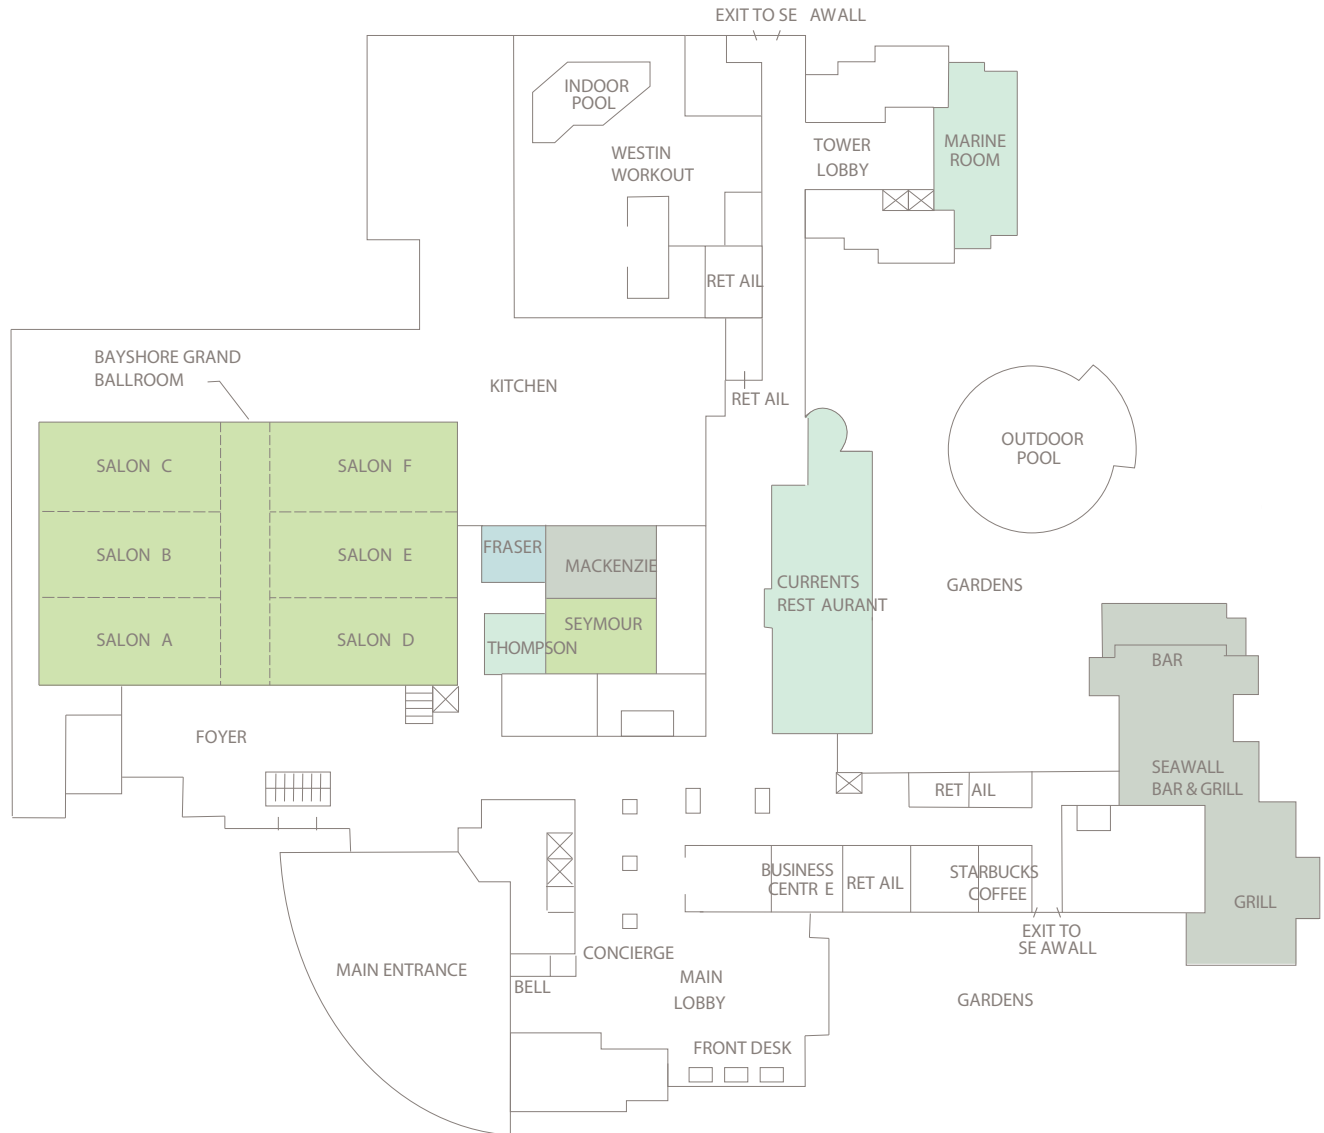 EXIT TO SE AWALL
INDOOR
POOL
WESTIN
WORKOUT
TOWER
LOBBY
MARINE
ROOM
RET AIL
BAYSHORE GRAND
BALLROOM
KITCHEN
RET AIL
OUTDOOR
POOL
SALON C
SALON F
SALON B
SALON E
SALON A
SALON D
FRASER
MACKENZIE
SEYMOUR
THOMPSON
CURRENTS
REST AURANT
GARDENS
BAR
FOYER
SEAWALL
BAR & GRILL
RET AIL
BUSINESS
CENTR E
RET AIL
STARBUCKS
COFFEE
GRILL
EXIT TO
SE AWALL
CONCIERGE
MAIN ENTRANCE
BELL
MAIN
LOBBY
GARDENS
FRONT DESK